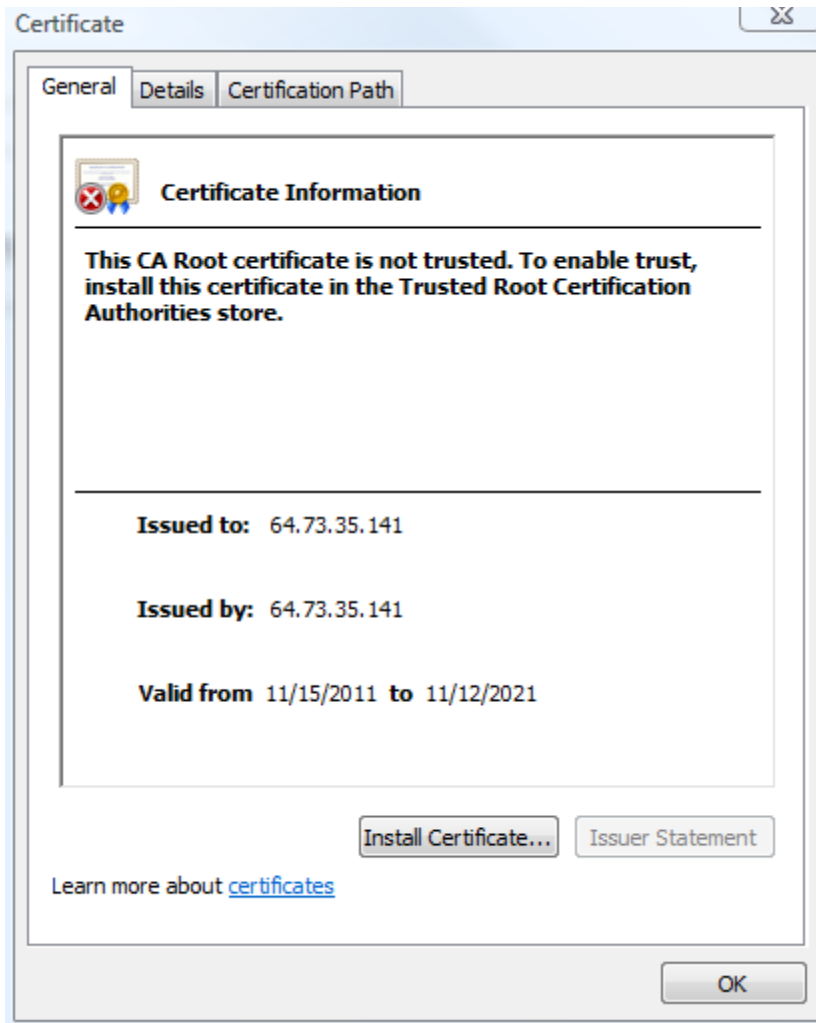 Certificate
General Details Certification Path
Certificate Information
This CA Root certificate is not trusted. To enable trust,
install this certificate in the Trusted Root Certification
Authorities store.
Issued to: 64.73.35.141
Issued by: 64.73.35.141
Valid from 11/15/2011 to 11/12/2021
Install Certificate... Issuer Statement
Learn more about certificates
OK